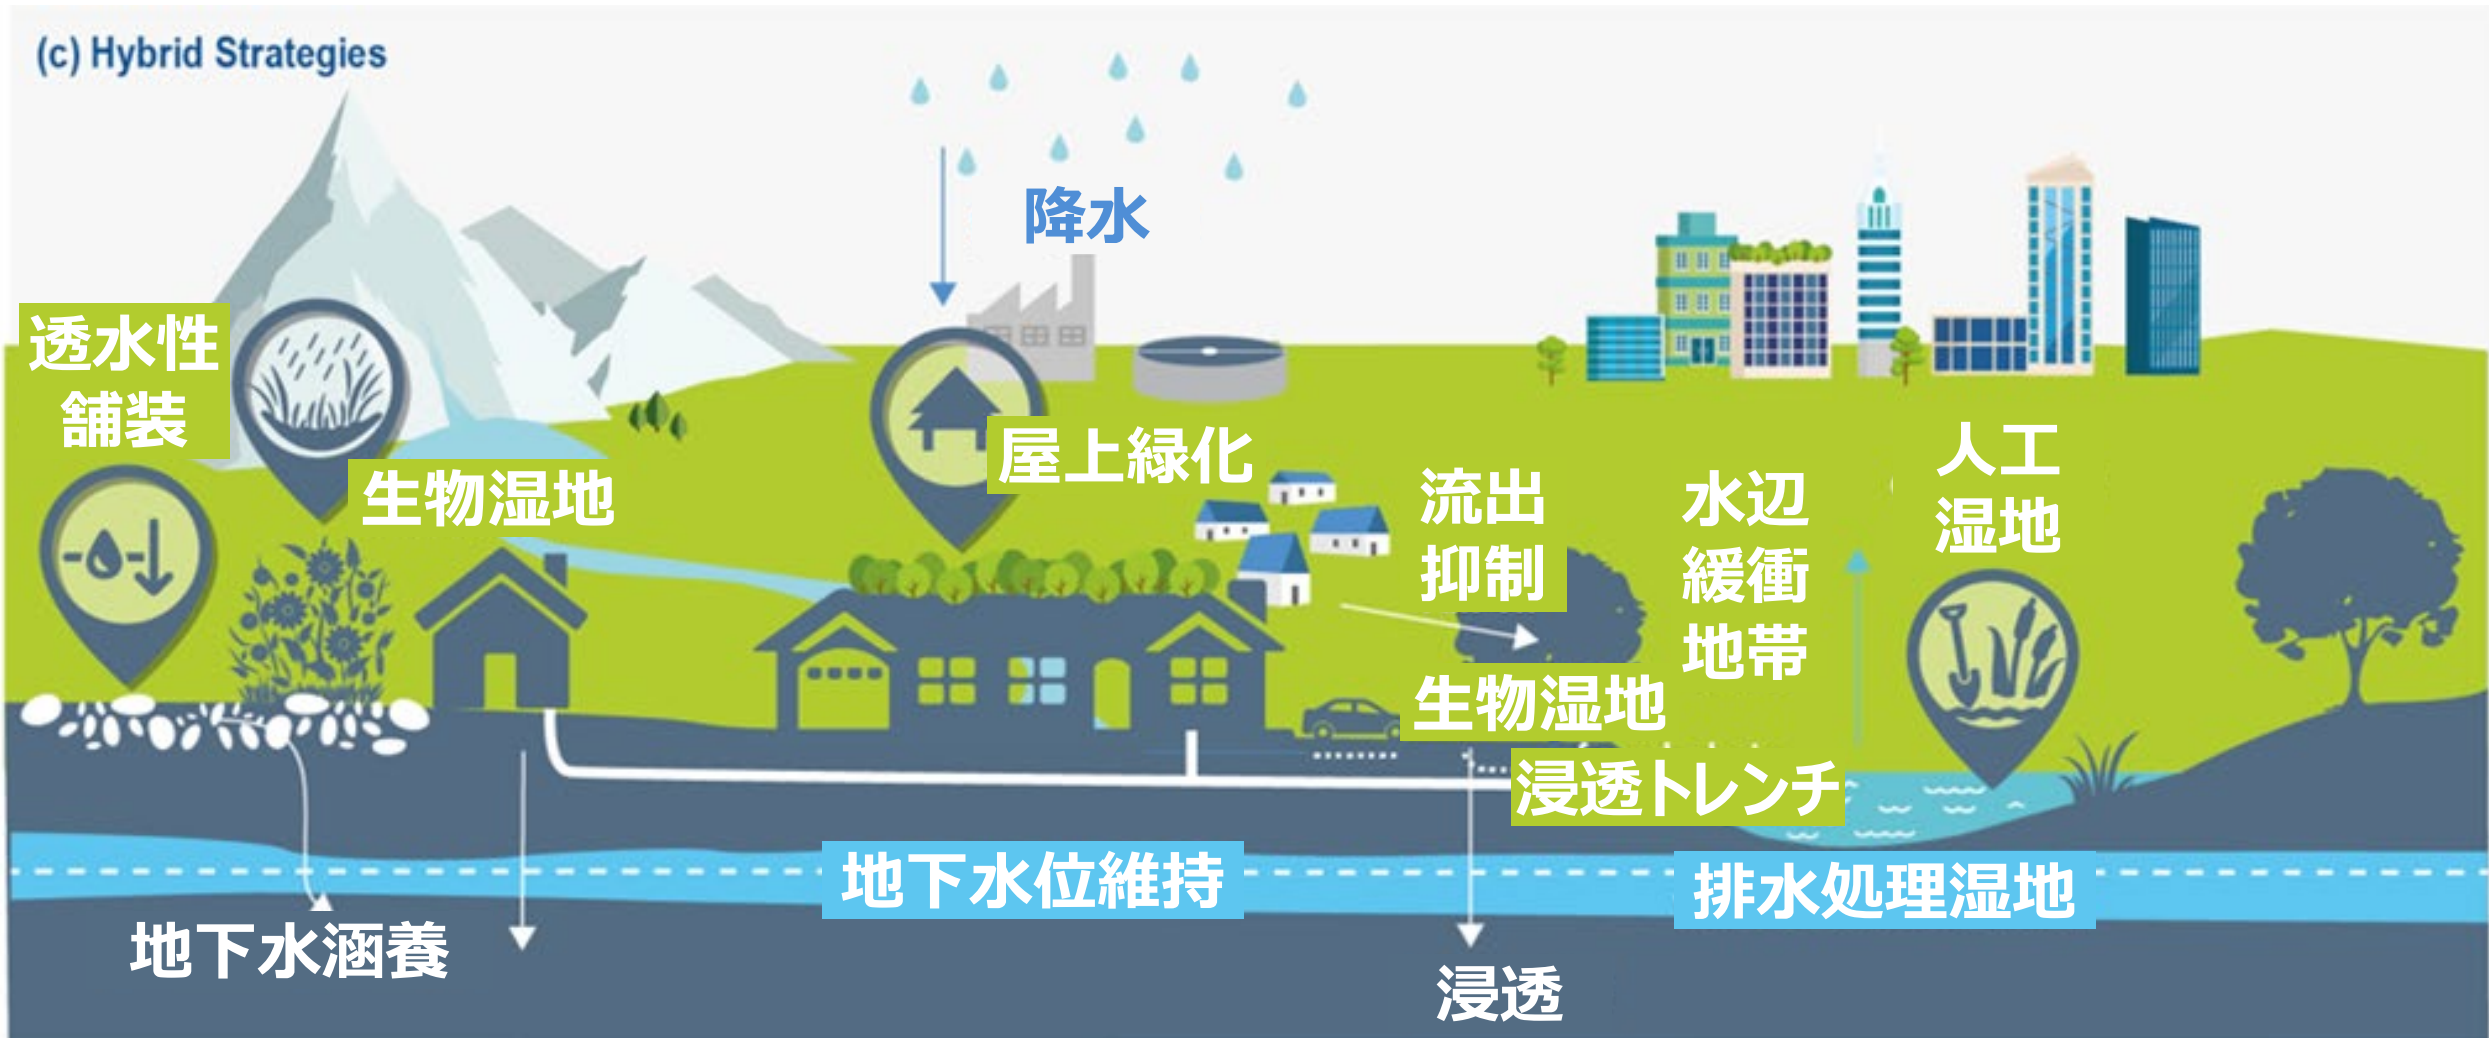 (c) Hybrid Strategies
降水
透水性
舗装
生物湿地
屋上緑化
流出
抑制
水辺
緩衝
地帯
人工
湿地
生物湿地
浸透トレンチ
地下水位維持
排水処理湿地
地下水涵養
浸透